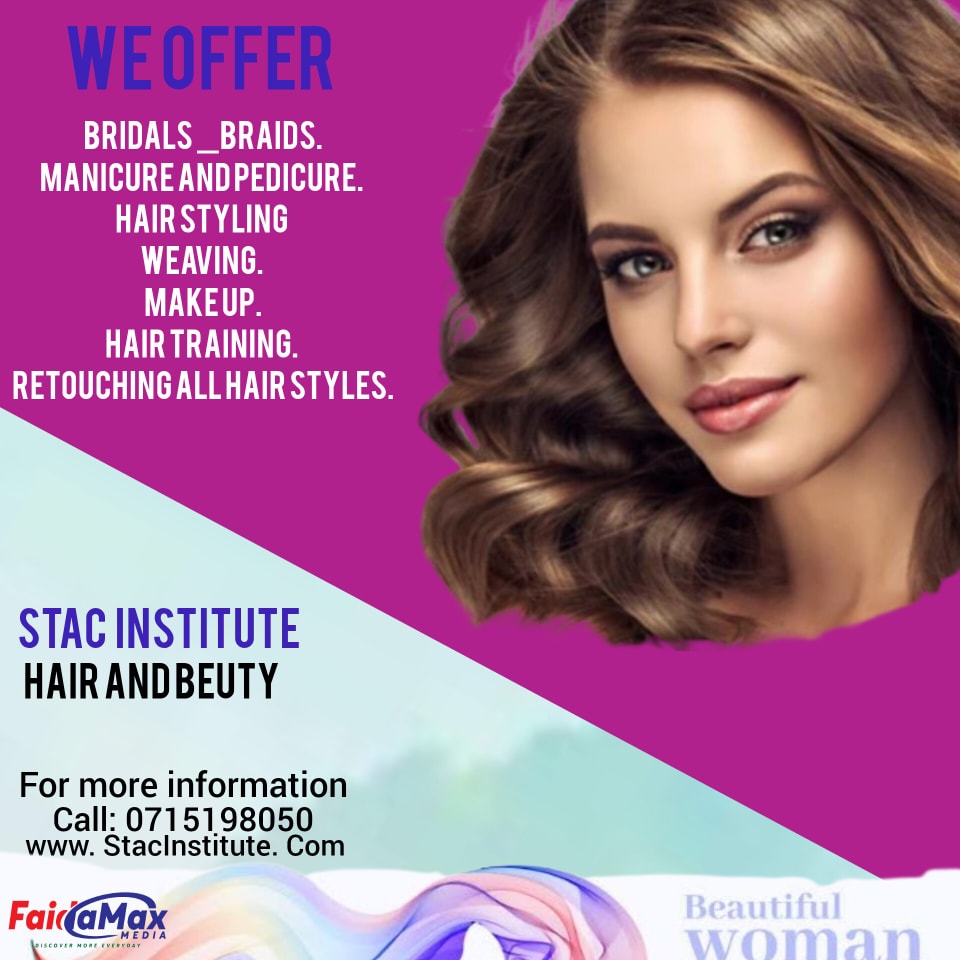 WE OFFER
BRIDALS _BRAIDS.
MANICURE AND PEDICURE.
HAIR STYLING
WEAVING.
MAKE UP.
HAIR TRAINING.
RETOUCHING ALL HAIR STYLES.
STAC INSTITUTE
HAIR AND BEUTY
For more information
Call: 0715198050
www. StacInstitute. Com
FaidaMax
MEDIA
DISCOVER MORE EVERYDAY
Beautiful
woman